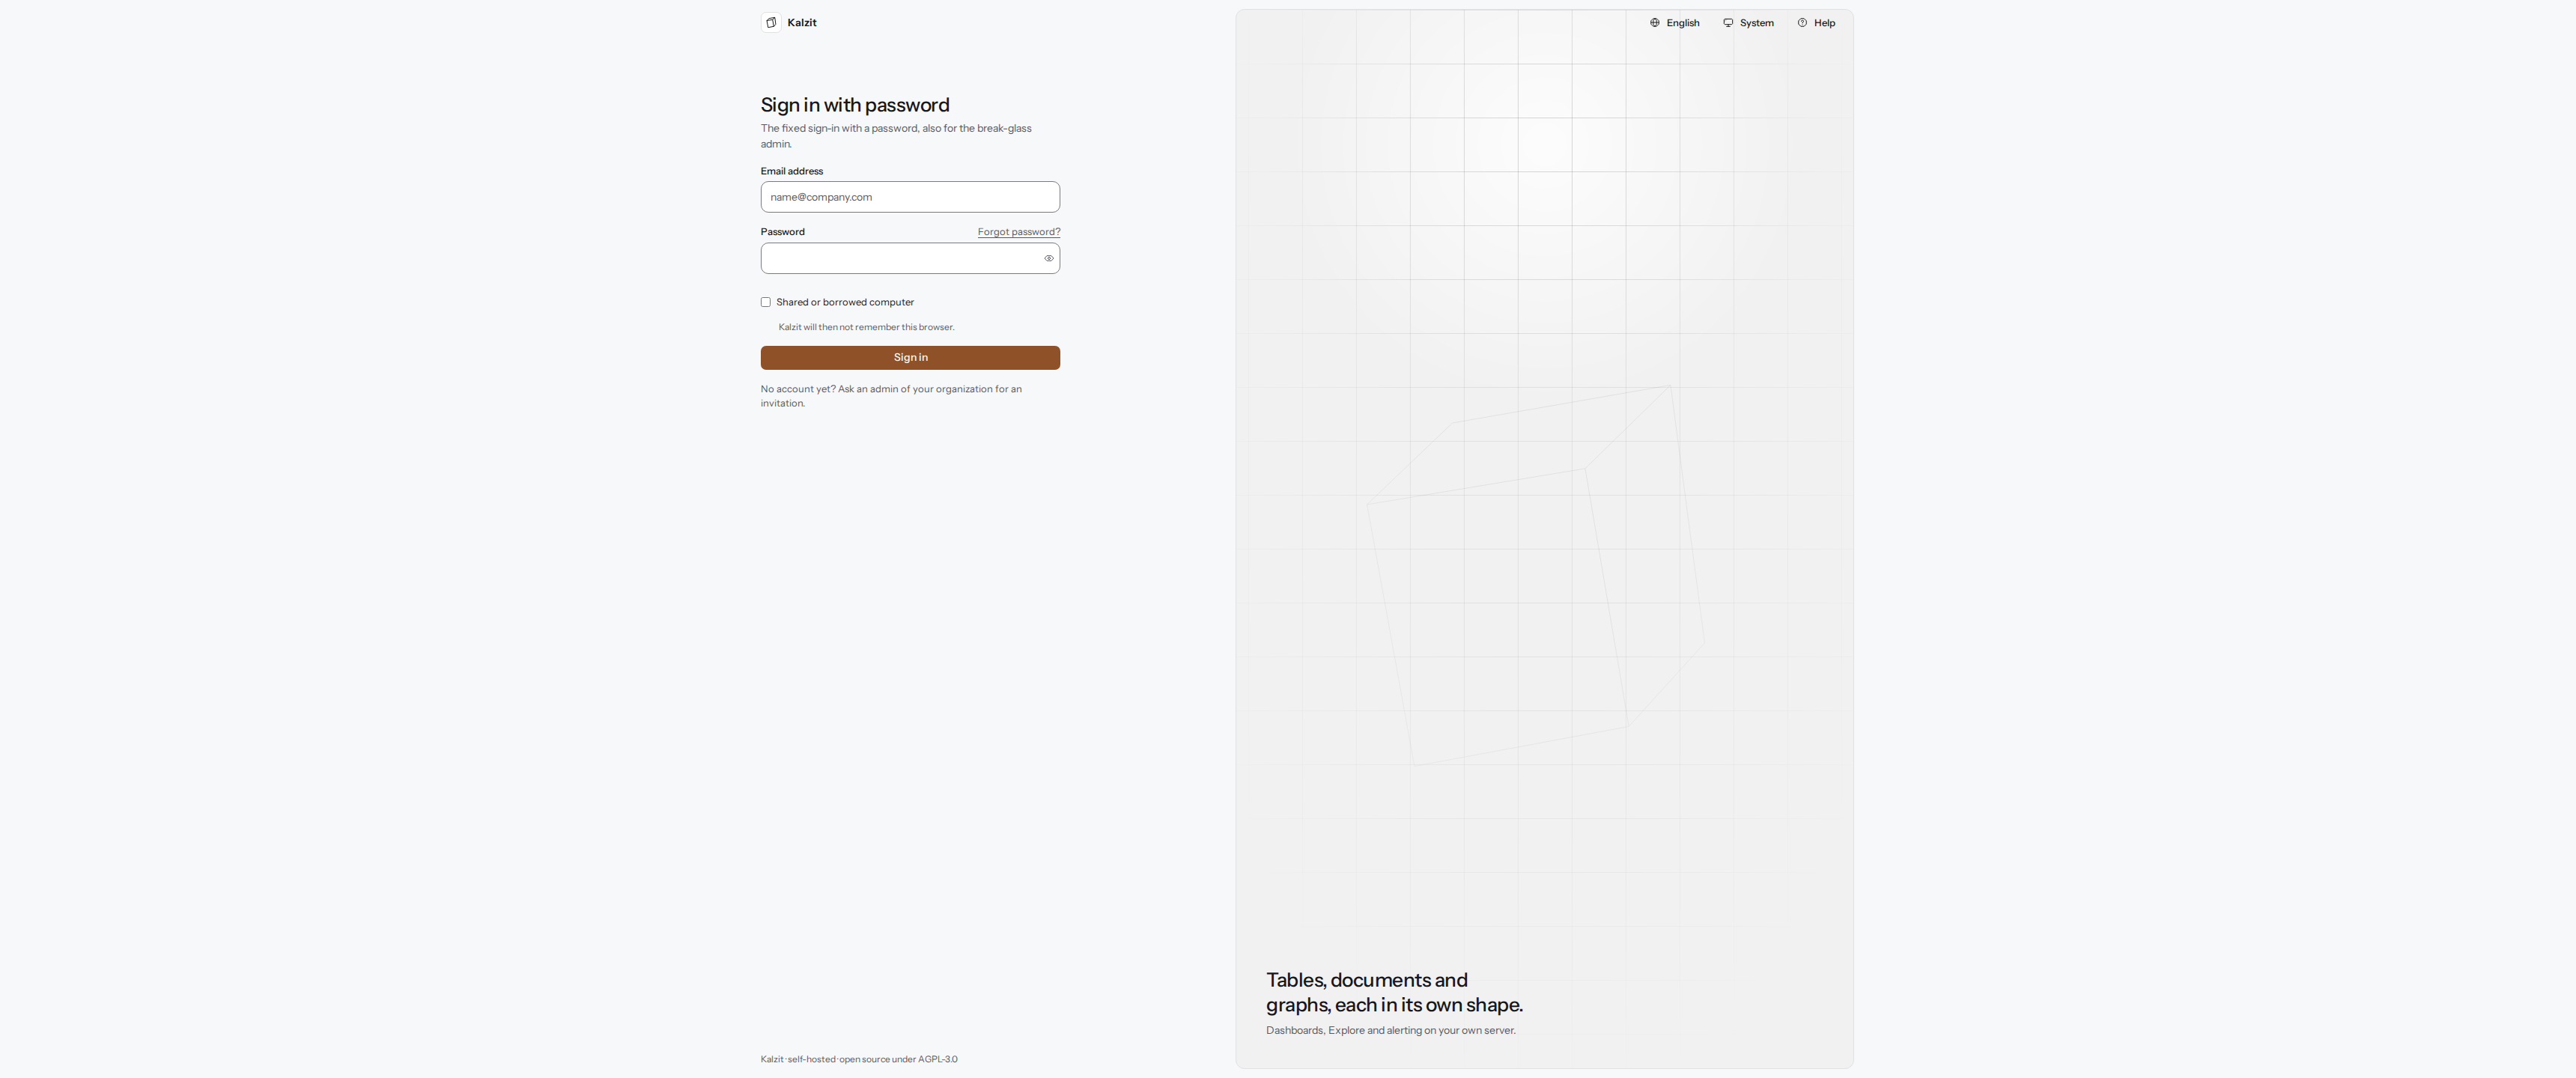 Kalzit
English
System
Help
Sign in with password
The fixed sign-in with a password, also for the break-glass
admin.
Email address
name@company.com
Password
Forgot password?
Shared or borrowed computer
Kalzit will then not remember this browser.
Sign in
No account yet? Ask an admin of your organization for an
invitation.
Tables, documents and
graphs, each in its own shape.
Dashboards, Explore and alerting on your own server.
Kalzit · self-hosted · open source under AGPL-3.0